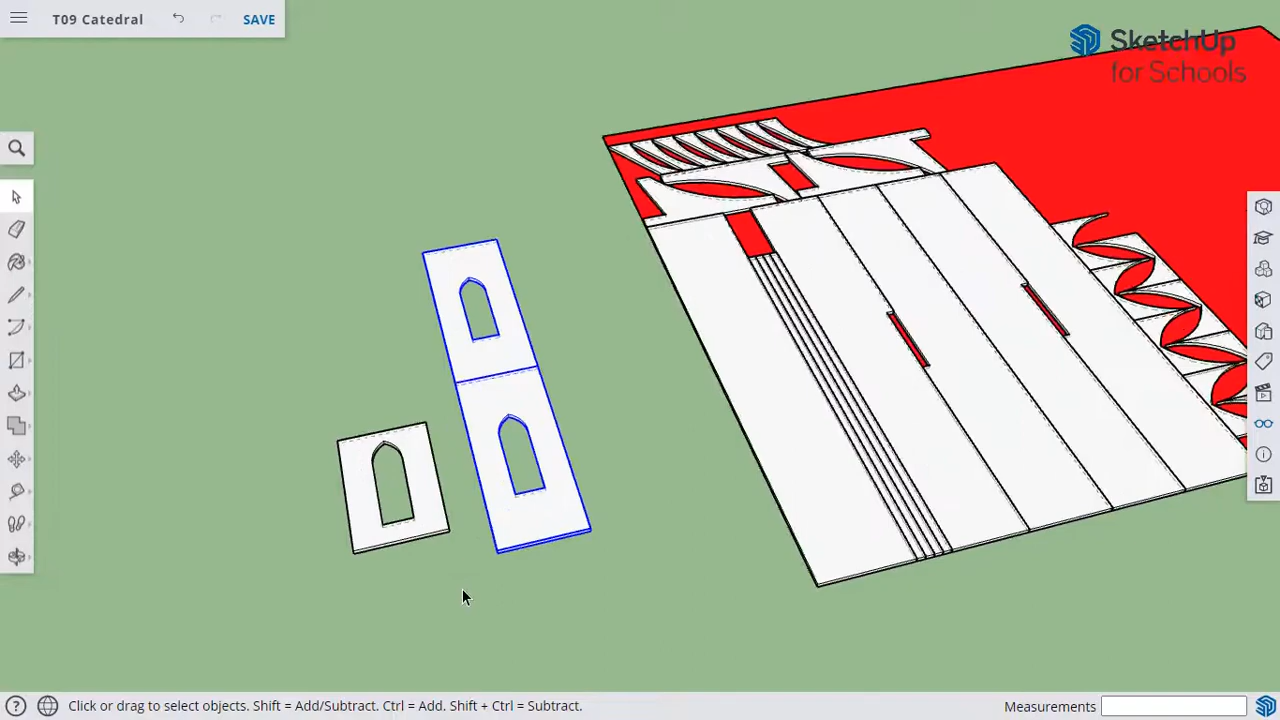 T09 Catedral
SAVE
SketchUp
for Schools
Click or drag to select objects. Shift = Add/Subtract. Ctrl = Add. Shift + Ctrl = Subtract.
Measurements